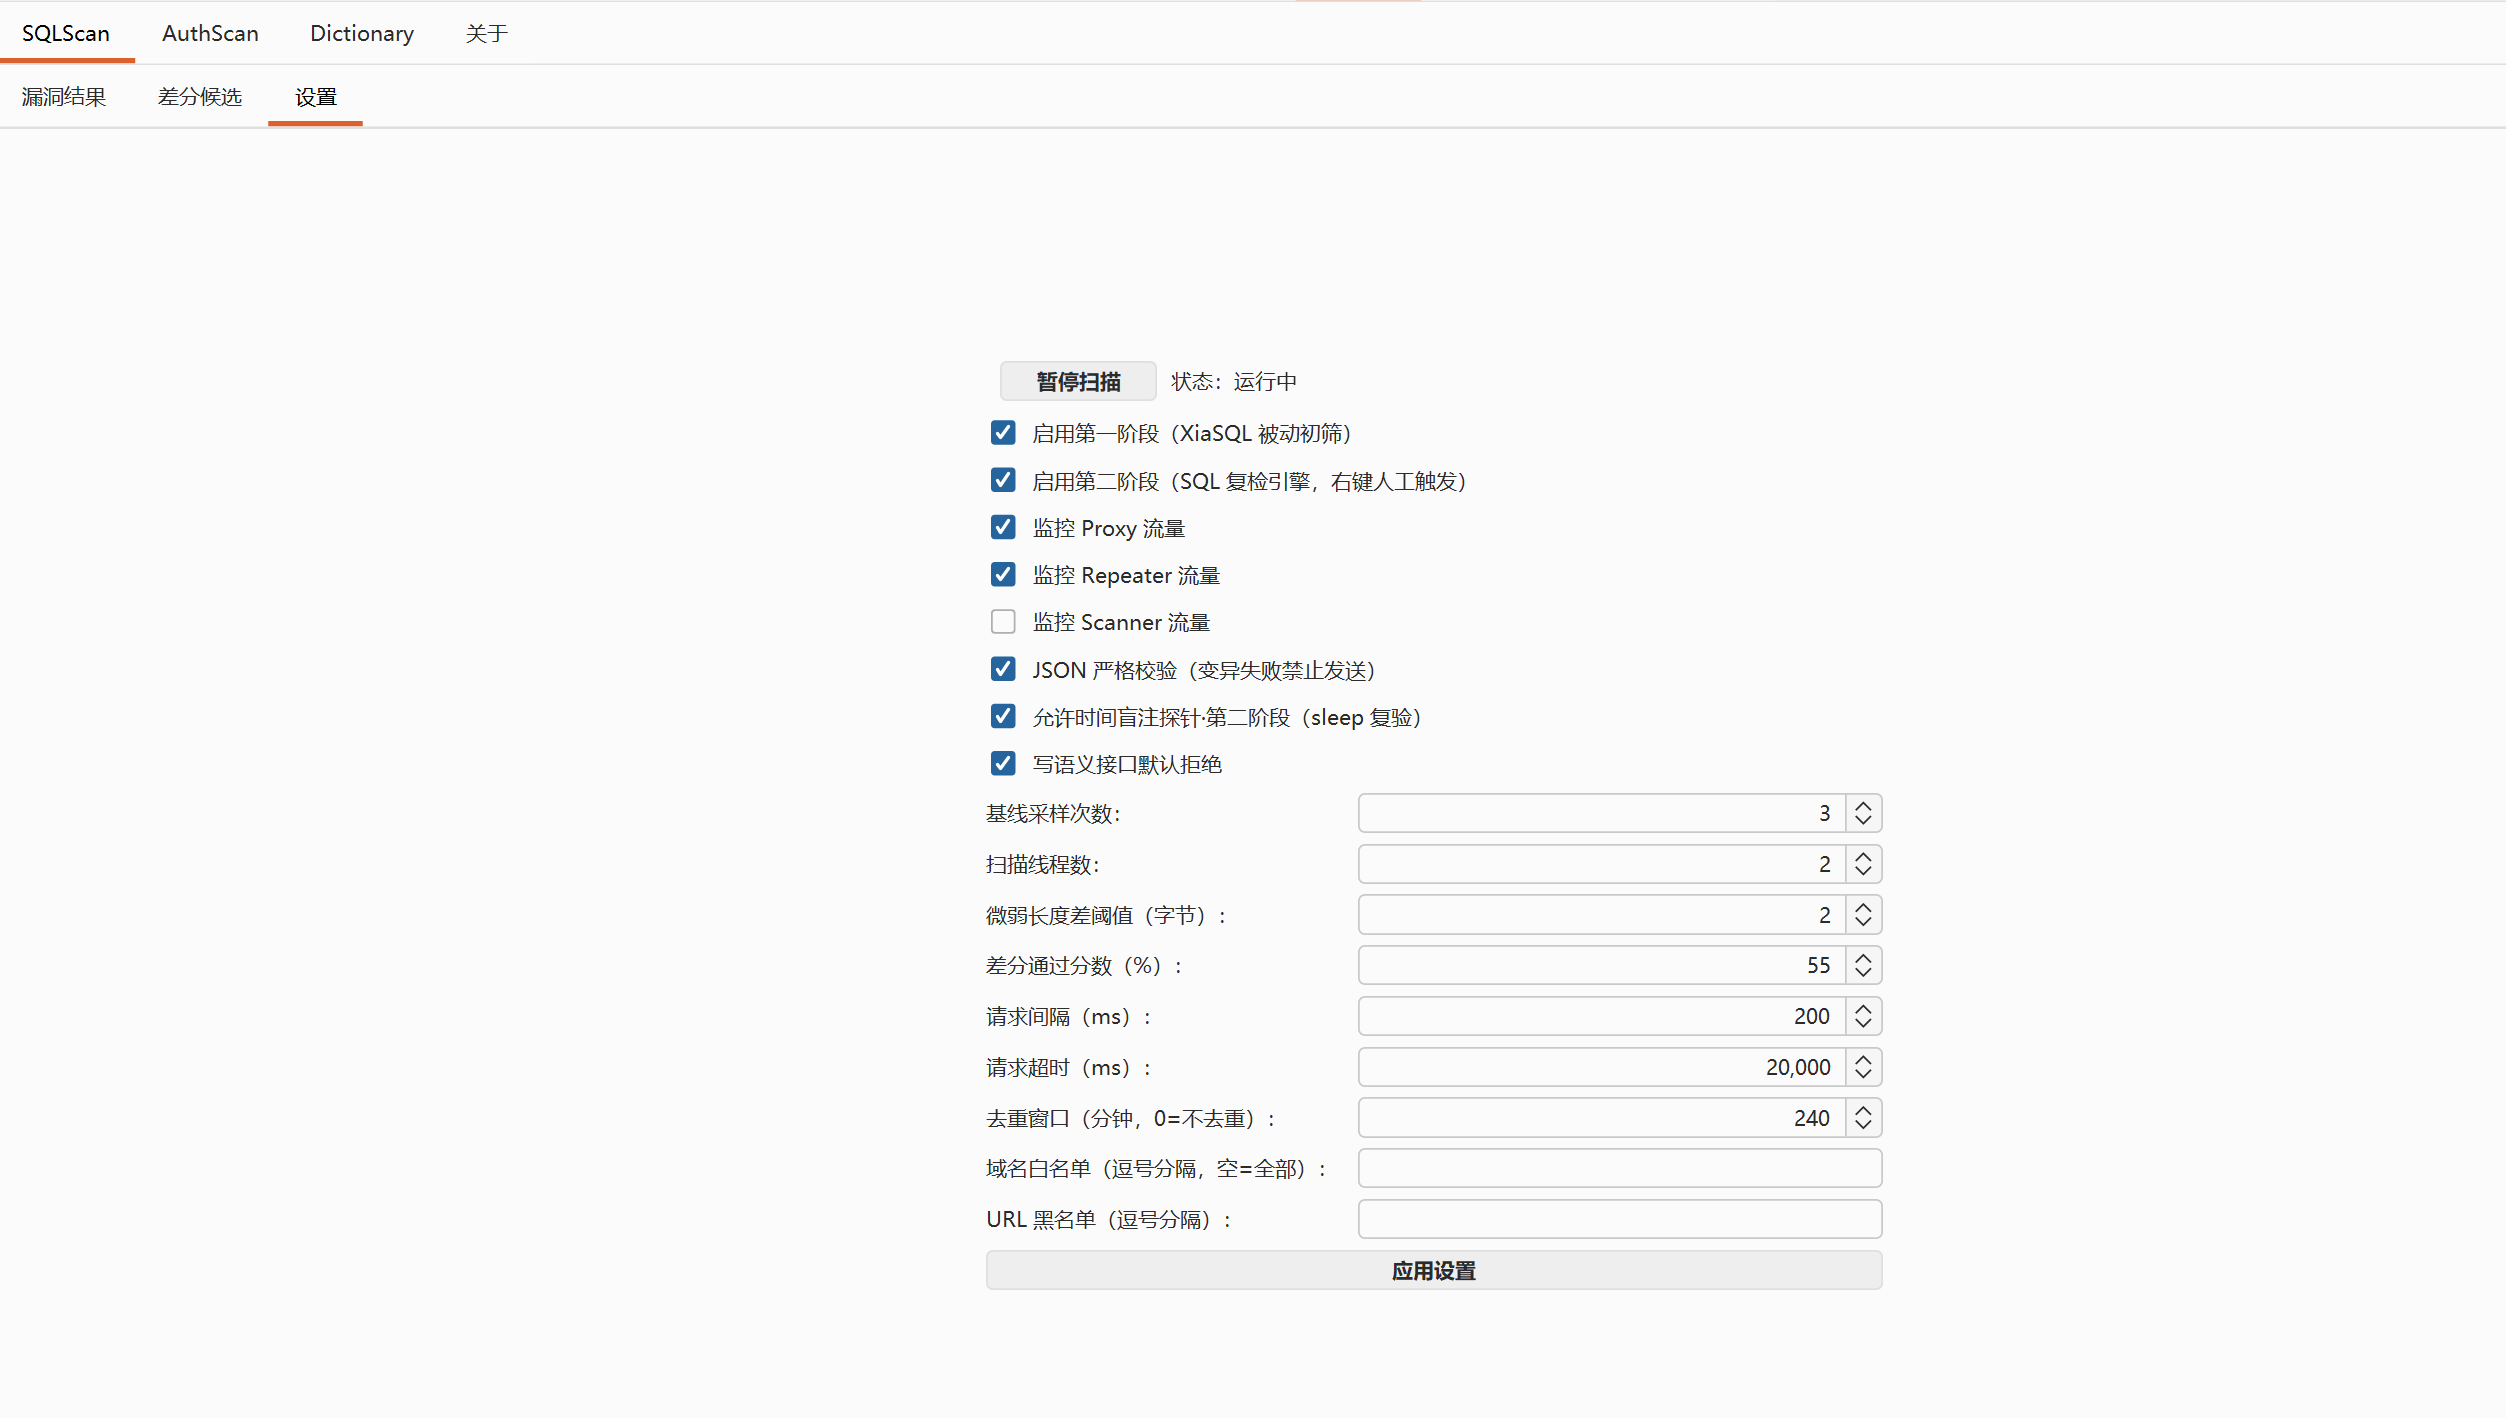 SQLScan AuthScan Dictionary 关于
漏洞结果 差分候选 设置
暂停扫描 状态：运行中
启用第一阶段（XiaSQL 被动初筛）
启用第二阶段（SQL 复检引擎，右键人工触发）
监控 Proxy 流量
监控 Repeater 流量
监控 Scanner 流量
JSON 严格校验（变异失败禁止发送）
允许时间盲注探针·第二阶段（sleep 复验）
写语义接口默认拒绝
基线采样次数： 3
扫描线程数： 2
微弱长度差阈值（字节）： 2
差分通过分数（%）： 55
请求间隔（ms）： 200
请求超时（ms）： 20,000
去重窗口（分钟，0=不去重）： 240
域名白名单（逗号分隔，空=全部）：
URL 黑名单（逗号分隔）：
应用设置